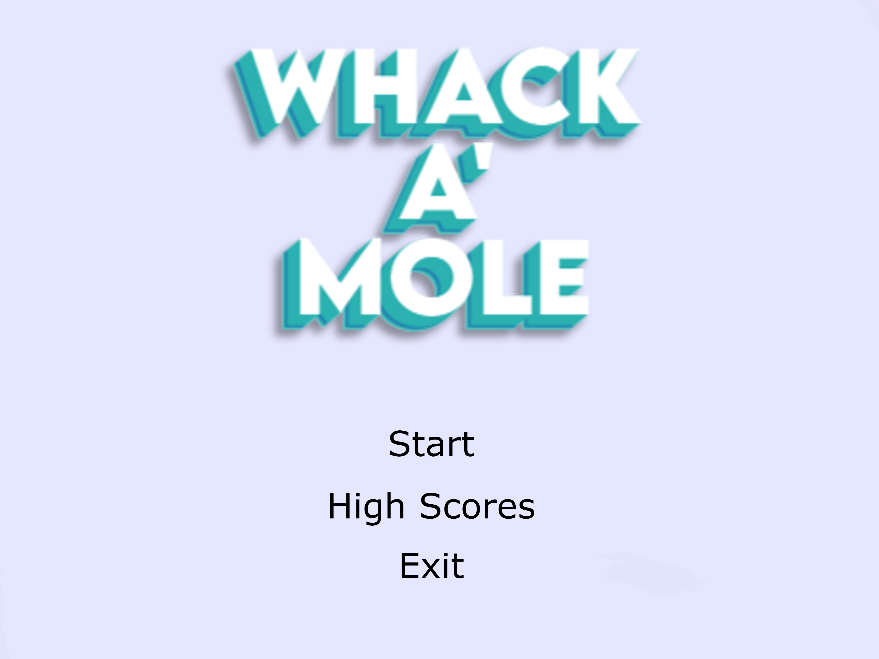 WHACK
A'
MOLE
Start
High Scores
Exit